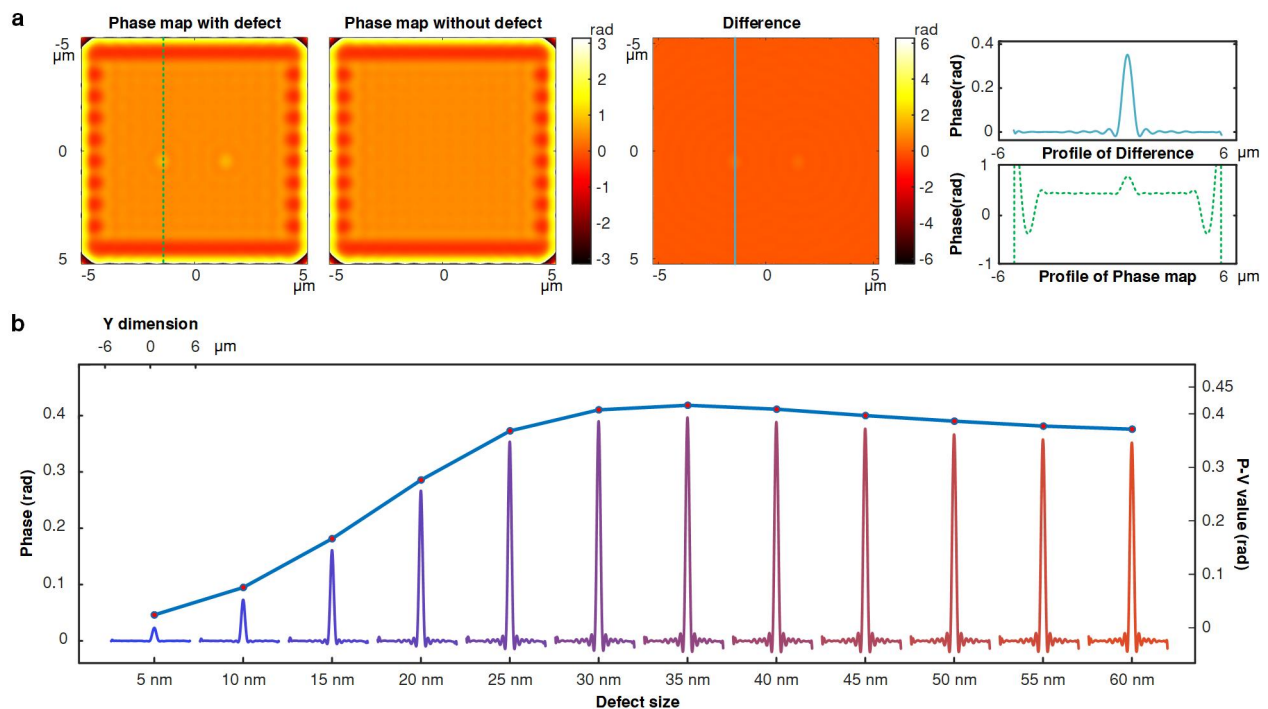 a
Phase map with defect
Phase map without defect
Difference
-5
µm
0
5
-5
0
5
µm
-5
0
5
µm
rad
3
2
1
0
-1
-2
-3
-5
µm
0
5
-5
0
5
µm
rad
6
4
2
0
-2
-4
-6
Phase(rad)
0.4
0.2
0
-6
Profile of Difference
6
µm
Phase(rad)
1
0
-1
-6
Profile of Phase map
6
µm
b
Y dimension
-6 0 6 µm
Phase (rad)
0.4
0.3
0.2
0.1
0
0.45
0.4
0.3
0.2
0.1
0
P-V value (rad)
5 nm 10 nm 15 nm 20 nm 25 nm 30 nm 35 nm 40 nm 45 nm 50 nm 55 nm 60 nm
Defect size